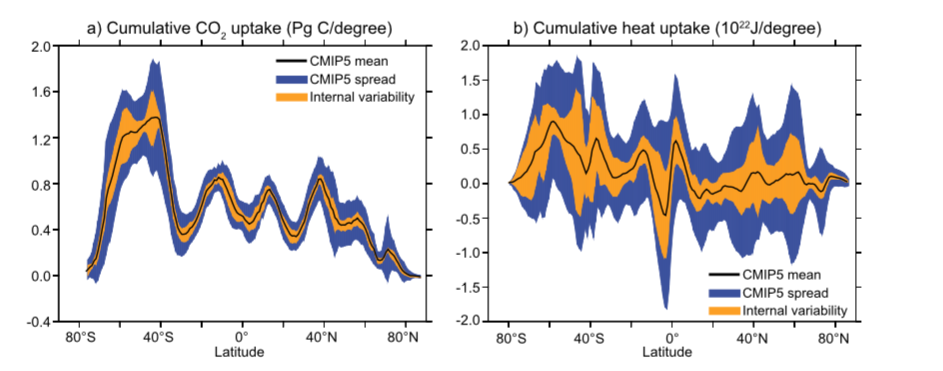 a) Cumulative CO2 uptake (Pg C/degree)
2.0
1.6
1.2
0.8
0.4
0.0
-0.4
CMIP5 mean
CMIP5 spread
Internal variability
80°S 40°S 0° 40°N 80°N
Latitude
b) Cumulative heat uptake (10²²J/degree)
2.0
1.5
1.0
0.5
0.0
-0.5
-1.0
-1.5
-2.0
CMIP5 mean
CMIP5 spread
Internal variability
80°S 40°S 0° 40°N 80°N
Latitude